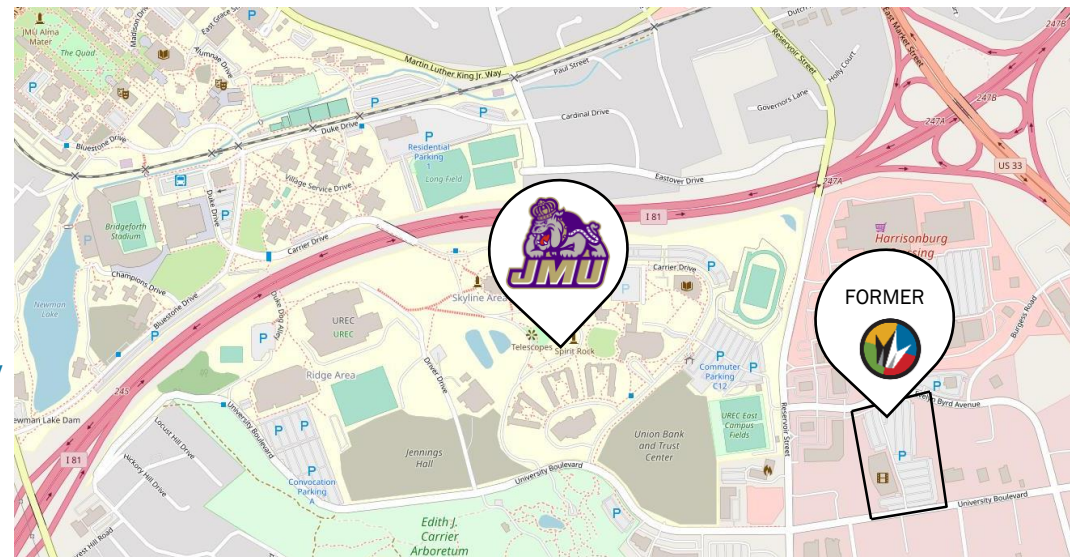 JMU Alma
Mater
The Quad
Madison Drive
East Grace Street
Alumnae Drive
P
Martin Luther King Jr. Way
Paul Street
Reservoir Street
Dutch
Holly Court
Governors Lane
East Market Street
247B
247B
247A
247A
US 33
Bluestone Drive
Duke Drive
P
Residential
Parking
1
Long Field
Cardinal Drive
Eastover Drive
Village Service Drive
Duke Drive
P
Bridgeforth
Stadium
P
Champions Drive
Carrier Drive
I 81
Newman
Lake
Bluestone Drive
P
245
I 81
ewman Lake Dam
JMU
Skyline Area
Telescopes
Spirit Rock
Carrier Drive
P
P
P
Harrisonburg
FORMER
Burgess Road
UREC
UREC
Duke Dog Alley
P
Ridge Area
Driver Drive
Commuter
Parking
C12
P
Reservoir Street
UREC East
Campus
Fields
Union Bank
and Trust
Center
Byrd Avenue
P
P
University Boulevard
Locust Hill Drive
Hickory Hill Drive
rest Hill Road
P
P
P
Convocation
Parking
A
Jennings
Hall
University Boulevard
University Boulevard
P
P
Edith J.
Carrier
Arboretum